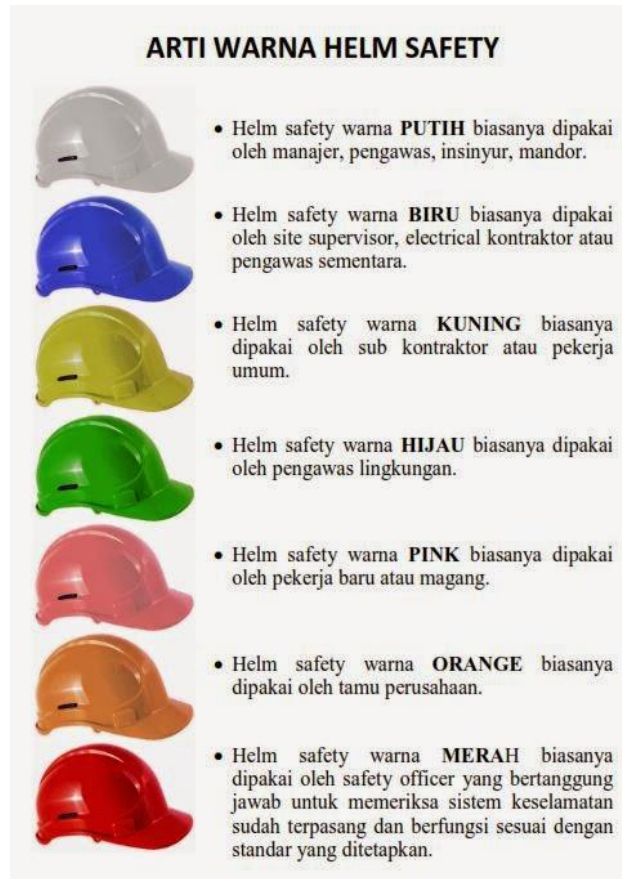 ARTI WARNA HELM SAFETY
• Helm safety warna PUTIH biasanya dipakai
oleh manajer, pengawas, insinyur, mandor.
• Helm safety warna BIRU biasanya dipakai
oleh site supervisor, electrical kontraktor atau
pengawas sementara.
• Helm safety warna KUNING biasanya
dipakai oleh sub kontraktor atau pekerja
umum.
• Helm safety warna HIJAU biasanya dipakai
oleh pengawas lingkungan.
• Helm safety warna PINK biasanya dipakai
oleh pekerja baru atau magang.
• Helm safety warna ORANGE biasanya
dipakai oleh tamu perusahaan.
• Helm safety warna MERAH biasanya
dipakai oleh safety officer yang bertanggung
jawab untuk memeriksa sistem keselamatan
sudah terpasang dan berfungsi sesuai dengan
standar yang ditetapkan.